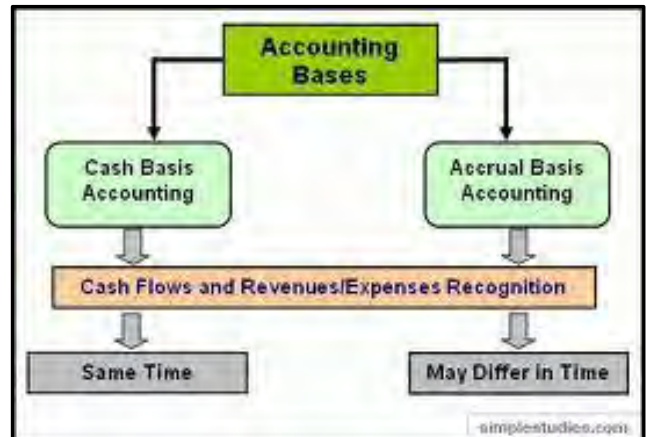 Accounting
Bases
Cash Basis
Accounting
Accrual Basis
Accounting
Cash Flows and Revenues/Expenses Recognition
Same Time
May Differ in Time
simplestudies.com